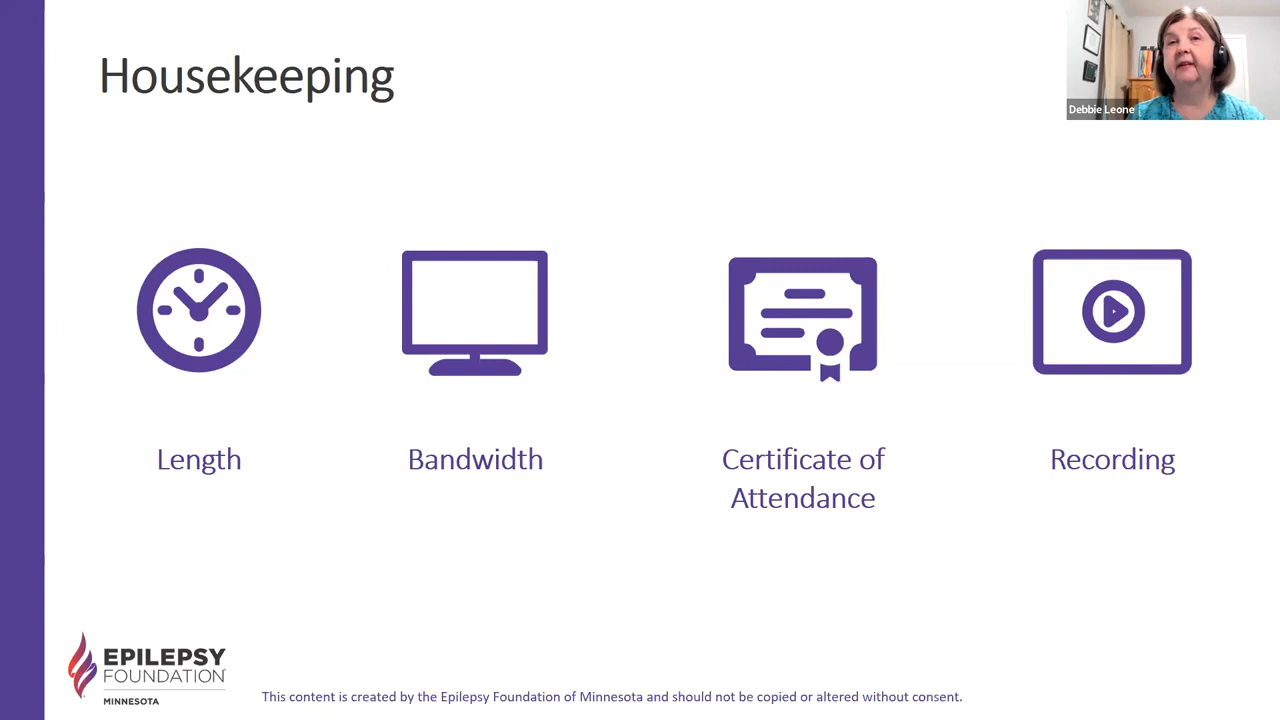 Housekeeping
Debbie Leone
Length
Bandwidth
Certificate of
Attendance
Recording
EPILEPSY
FOUNDATION
MINNESOTA
This content is created by the Epilepsy Foundation of Minnesota and should not be copied or altered without consent.